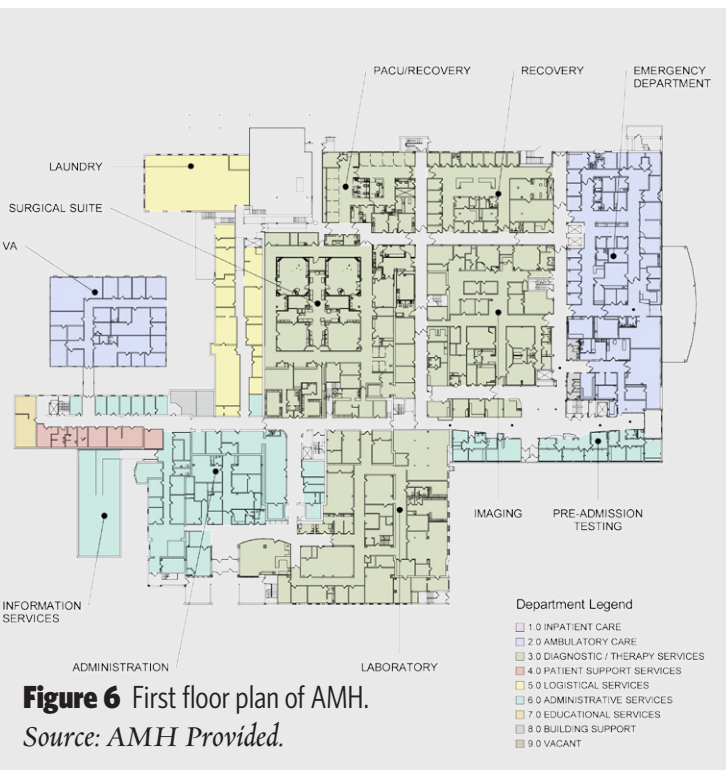 PACU/RECOVERY
RECOVERY
EMERGENCY
DEPARTMENT
LAUNDRY
SURGICAL SUITE
VA
IMAGING
PRE-ADMISSION
TESTING
INFORMATION
SERVICES
ADMINISTRATION
LABORATORY
Department Legend
1.0 INPATIENT CARE
2.0 AMBULATORY CARE
3.0 DIAGNOSTIC / THERAPY SERVICES
4.0 PATIENT SUPPORT SERVICES
5.0 LOGISTICAL SERVICES
6.0 ADMINISTRATIVE SERVICES
7.0 EDUCATIONAL SERVICES
8.0 BUILDING SUPPORT
9.0 VACANT
Figure 6 First floor plan of AMH.
Source: AMH Provided.